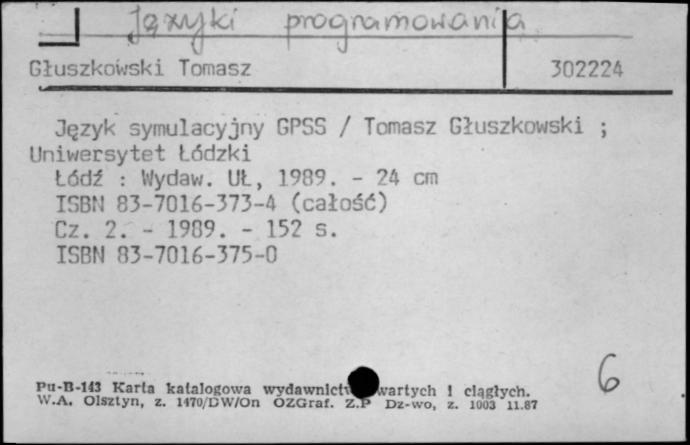 Języki programowania
Głuszkowski Tomasz 302224
Język symulacyjny GPSS / Tomasz Głuszkowski ;
Uniwersytet Łódzki
Łódź : Wydaw. UŁ, 1989. - 24 cm
ISBN 83-7016-373-4 (całość)
Cz. 2. - 1989. - 152 s.
ISBN 83-7016-375-0
6
Pu-B-143 Karta katalogowa wydawnictw wartych i ciągłych.
W.A. Olsztyn, z. 1470/DW/On OZGraf. Z.P Dz-wo, z. 1003 11.87